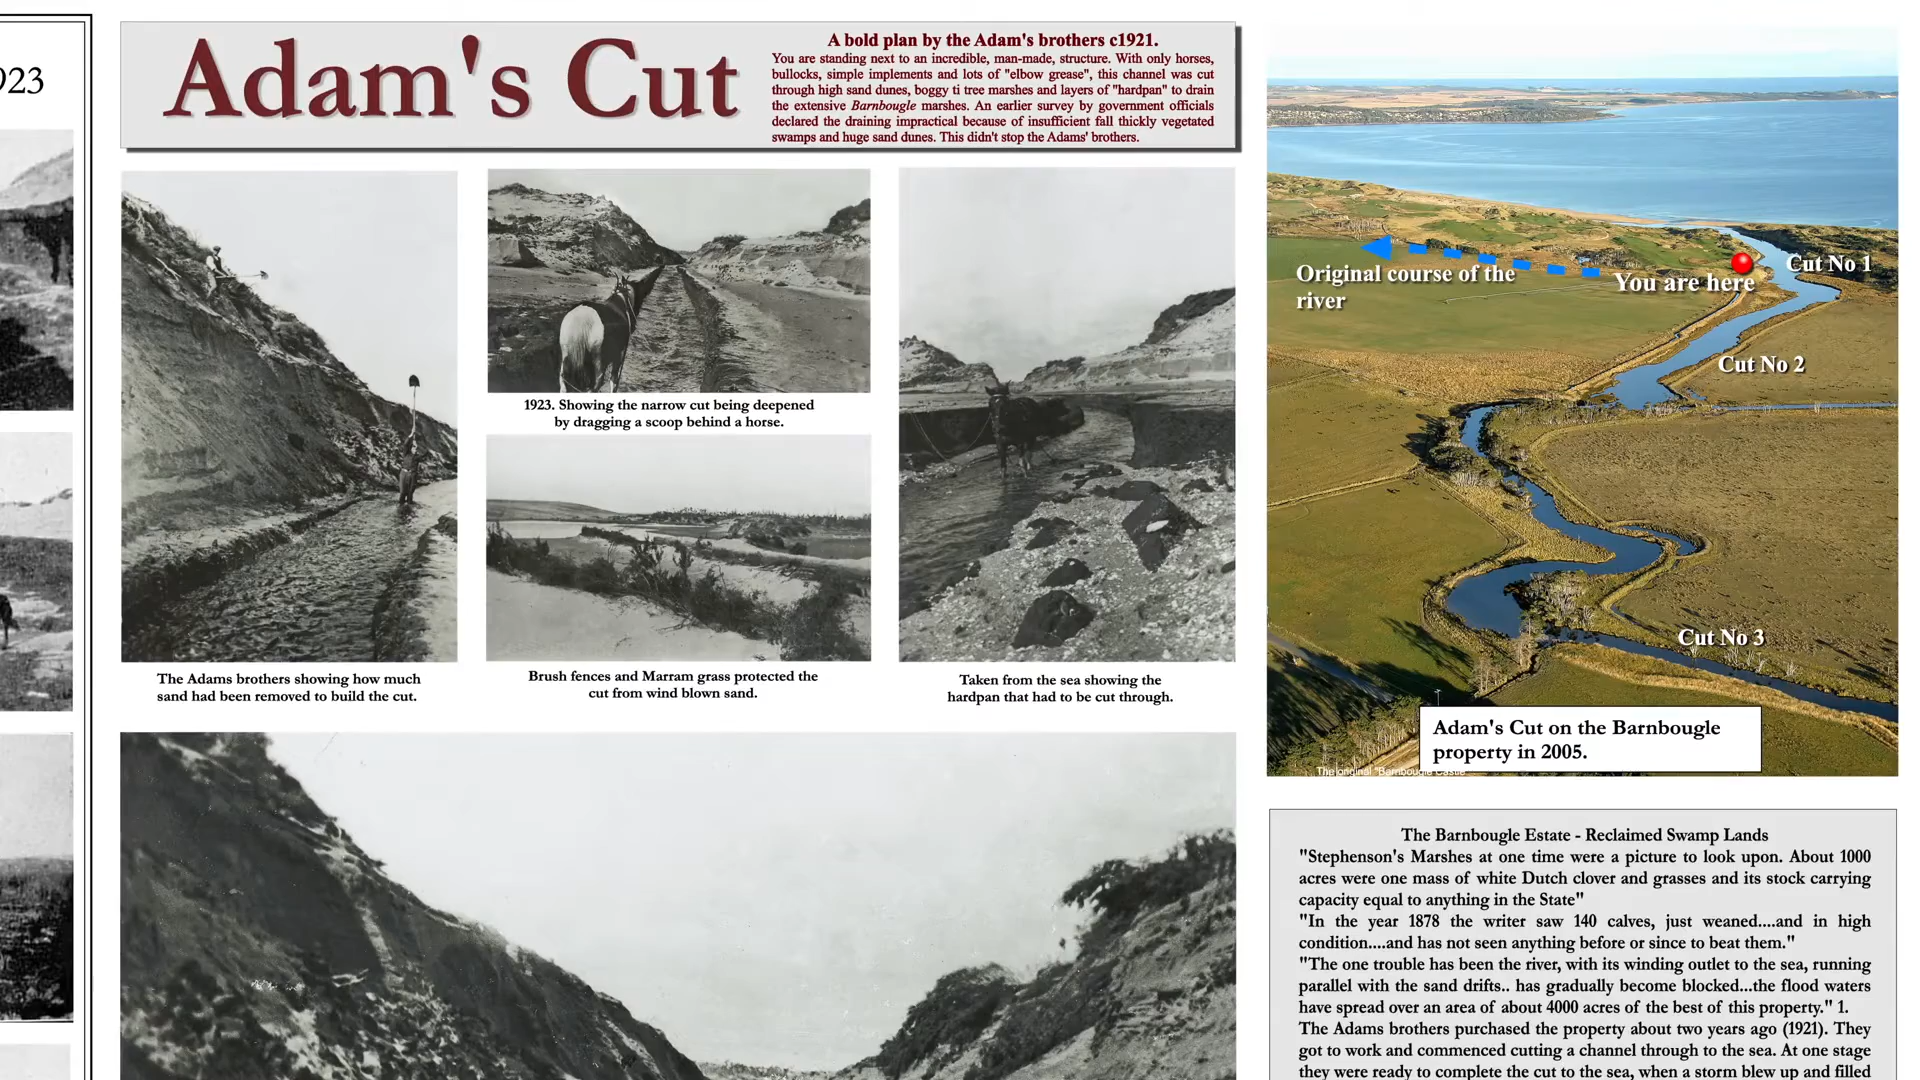 923
Adam's Cut
A bold plan by the Adam's brothers c1921.
You are standing next to an incredible, man-made, structure. With only horses,
bullocks, simple implements and lots of "elbow grease", this channel was cut
through high sand dunes, boggy ti tree marshes and layers of "hardpan" to drain
the extensive Barnbougle marshes. An earlier survey by government officials
declared the draining impractical because of insufficient fall thickly vegetated
swamps and huge sand dunes. This didn't stop the Adams' brothers.
The Adams brothers showing how much
sand had been removed to build the cut.
1923. Showing the narrow cut being deepened
by dragging a scoop behind a horse.
Brush fences and Marram grass protected the
cut from wind blown sand.
Taken from the sea showing the
hardpan that had to be cut through.
Original course of the
river
You are here
Cut No 1
Cut No 2
Cut No 3
Adam's Cut on the Barnbougle
property in 2005.
The original "Barnbougle Castle"
The Barnbougle Estate - Reclaimed Swamp Lands
"Stephenson's Marshes at one time were a picture to look upon. About 1000
acres were one mass of white Dutch clover and grasses and its stock carrying
capacity equal to anything in the State"
"In the year 1878 the writer saw 140 calves, just weaned....and in high
condition....and has not seen anything before or since to beat them."
"The one trouble has been the river, with its winding outlet to the sea, running
parallel with the sand drifts.. has gradually become blocked...the flood waters
have spread over an area of about 4000 acres of the best of this property." 1.
The Adams brothers purchased the property about two years ago (1921). They
got to work and commenced cutting a channel through to the sea. At one stage
they were ready to complete the cut to the sea, when a storm blew up and filled